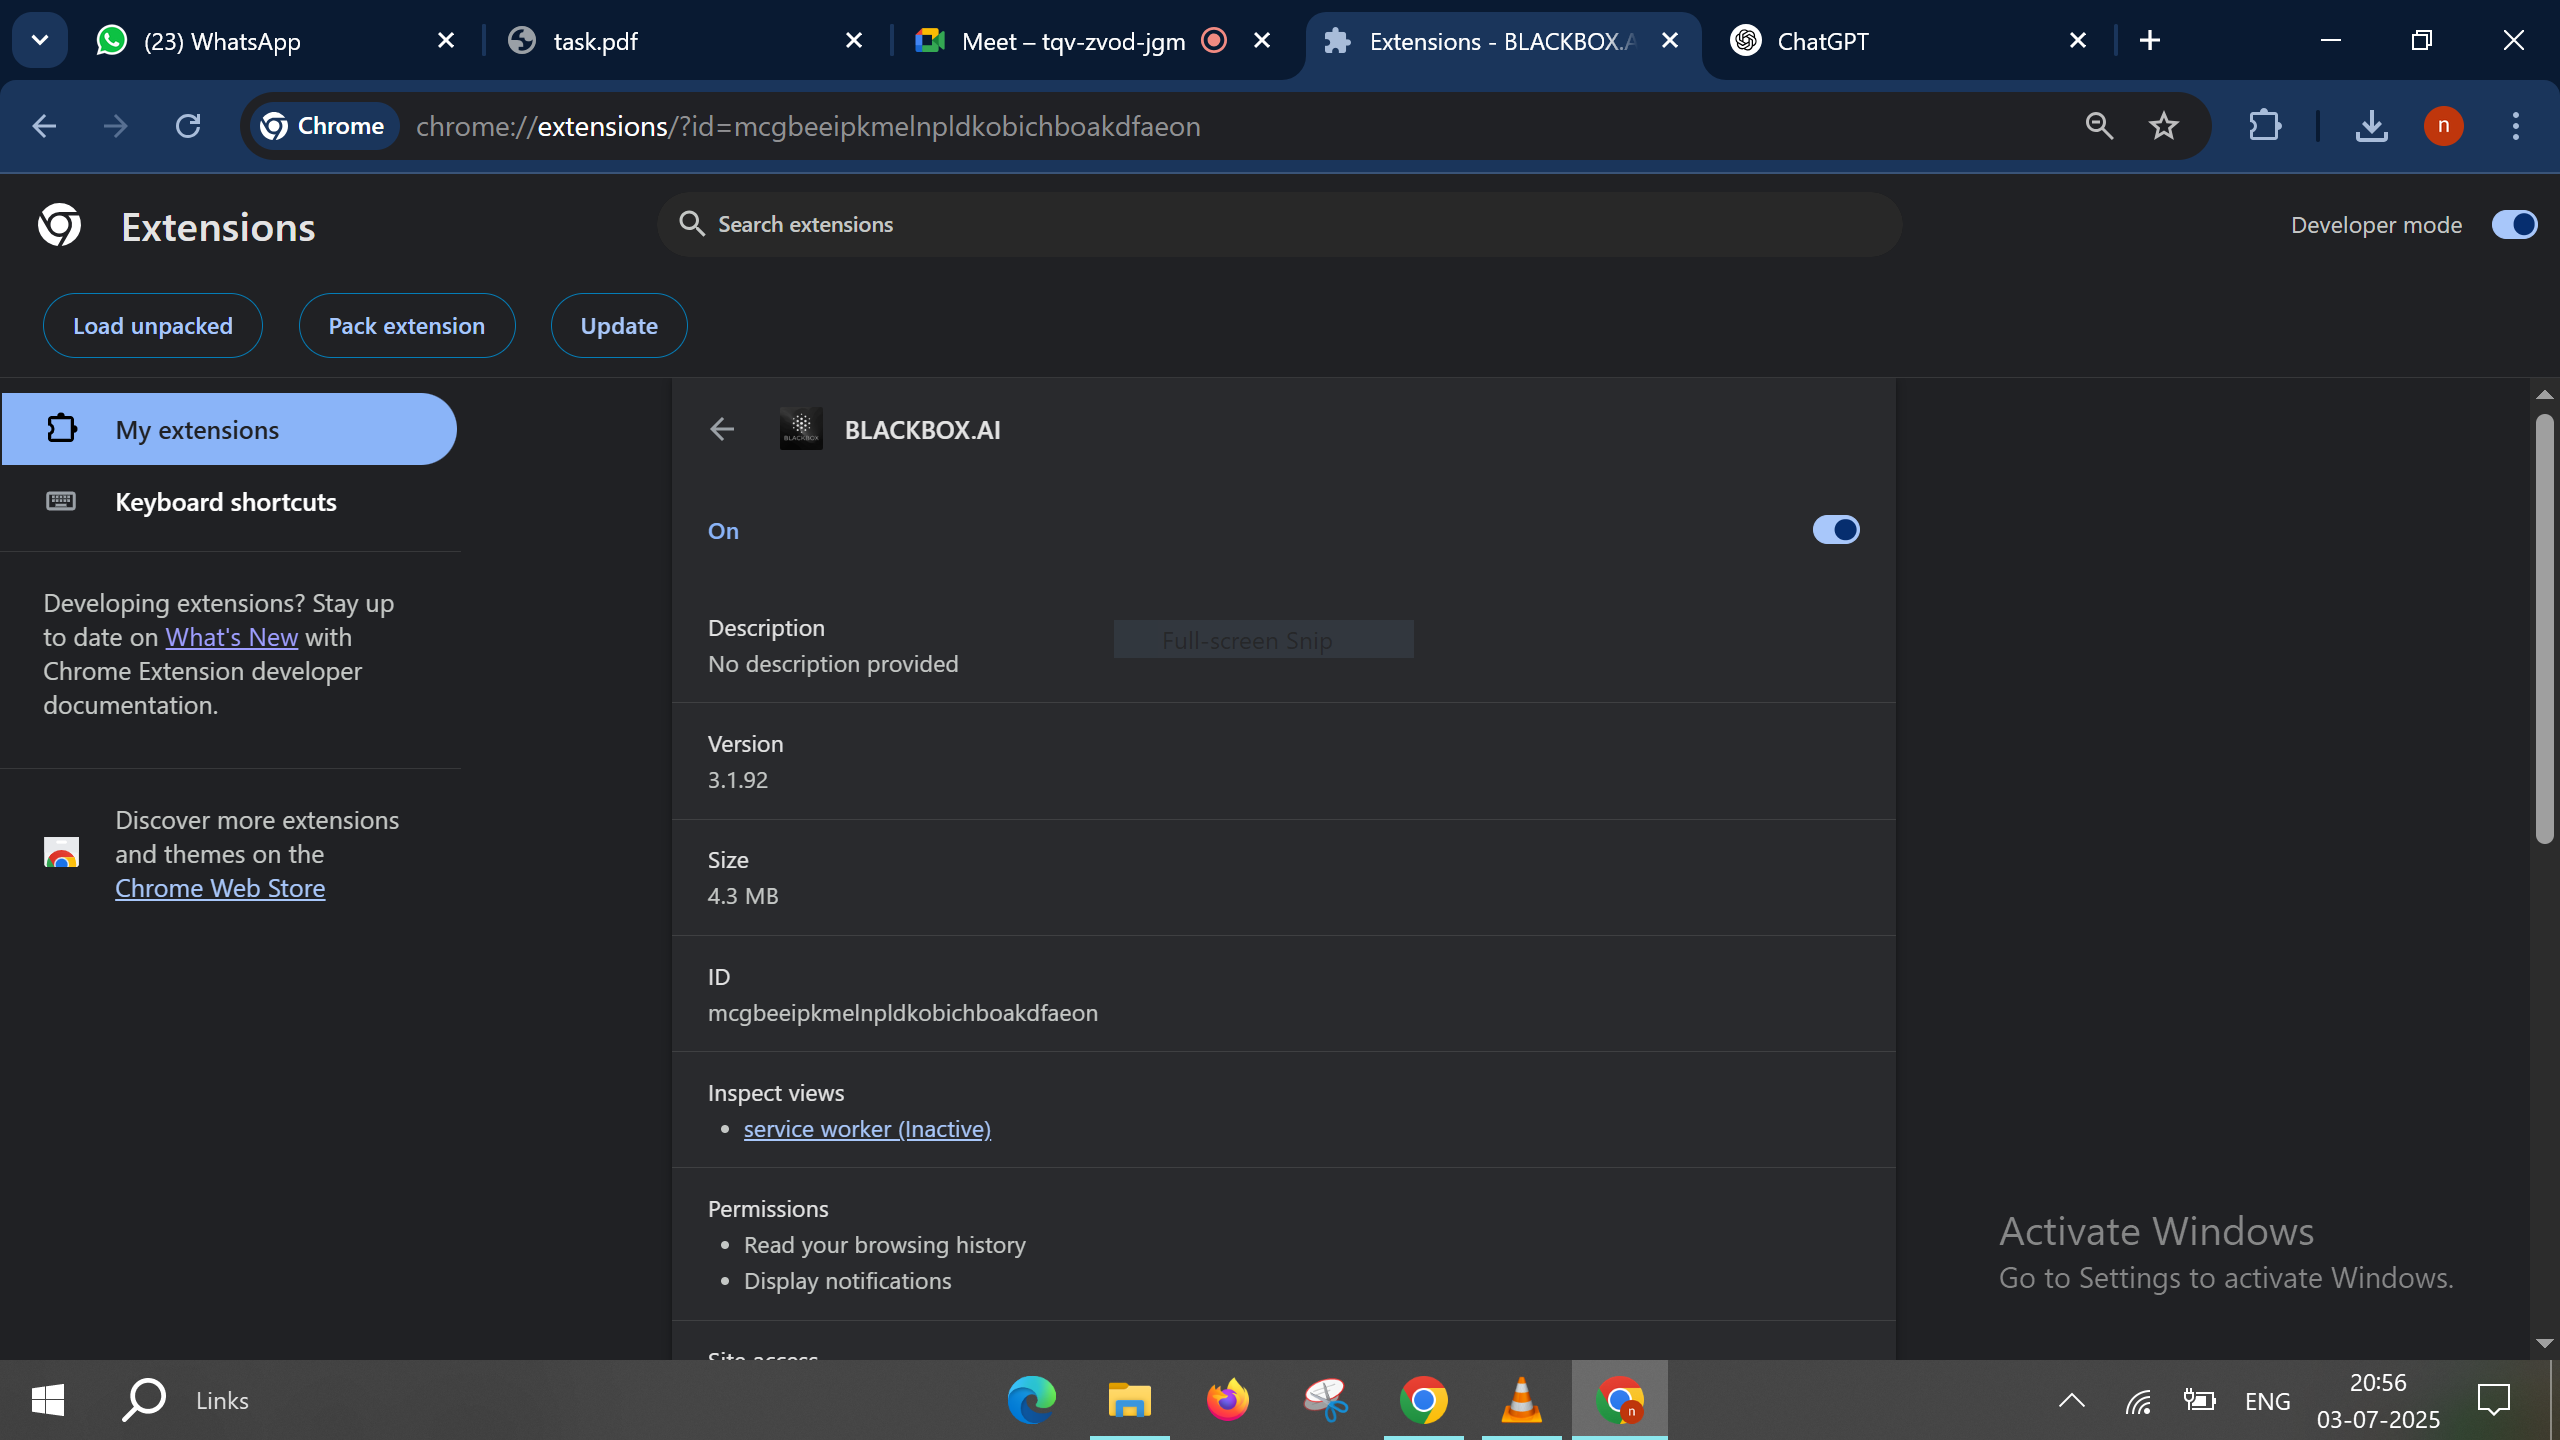 (23) WhatsApp
task.pdf
Meet – tqv-zvod-jgm
Extensions - BLACKBOX.A
ChatGPT
Chrome
chrome://extensions/?id=mcgbeeipkmelnpldkobichboakdfaeon
n
Extensions
Search extensions
Developer mode
Load unpacked
Pack extension
Update
My extensions
Keyboard shortcuts
Developing extensions? Stay up
to date on What's New with
Chrome Extension developer
documentation.
Discover more extensions
and themes on the
Chrome Web Store
BLACKBOX
BLACKBOX.AI
On
Description
No description provided
Full-screen Snip
Version
3.1.92
Size
4.3 MB
ID
mcgbeeipkmelnpldkobichboakdfaeon
Inspect views
service worker (Inactive)
Permissions
Read your browsing history
Display notifications
Site access
Activate Windows
Go to Settings to activate Windows.
Links
n
ENG
20:56
03-07-2025